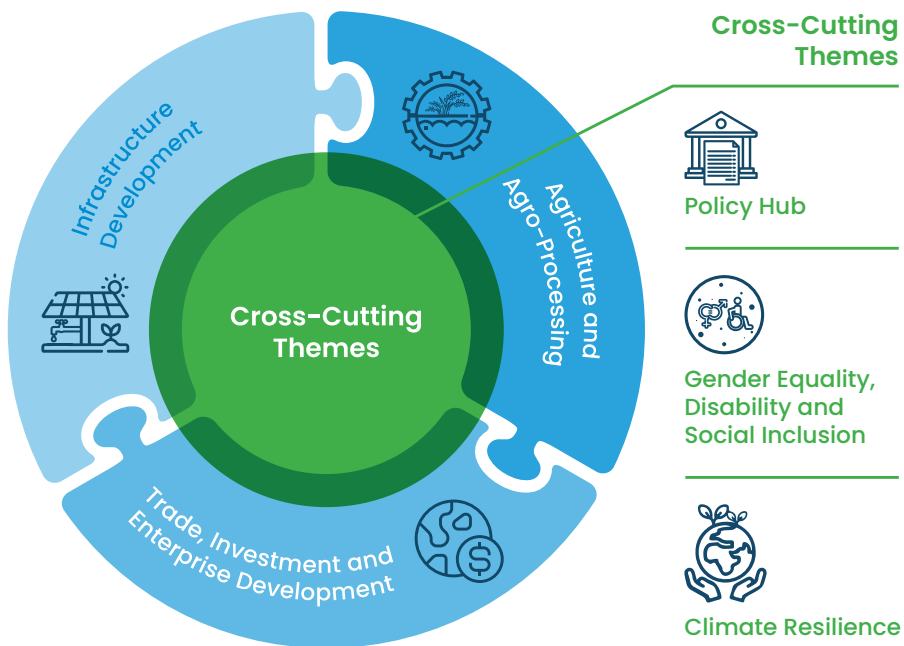 Infrastructure
Development
Agriculture and
Agro-Processing
Trade, Investment and
Enterprise Development
Cross-Cutting
Themes
Cross-Cutting
Themes
Policy Hub
Gender Equality,
Disability and
Social Inclusion
Climate Resilience